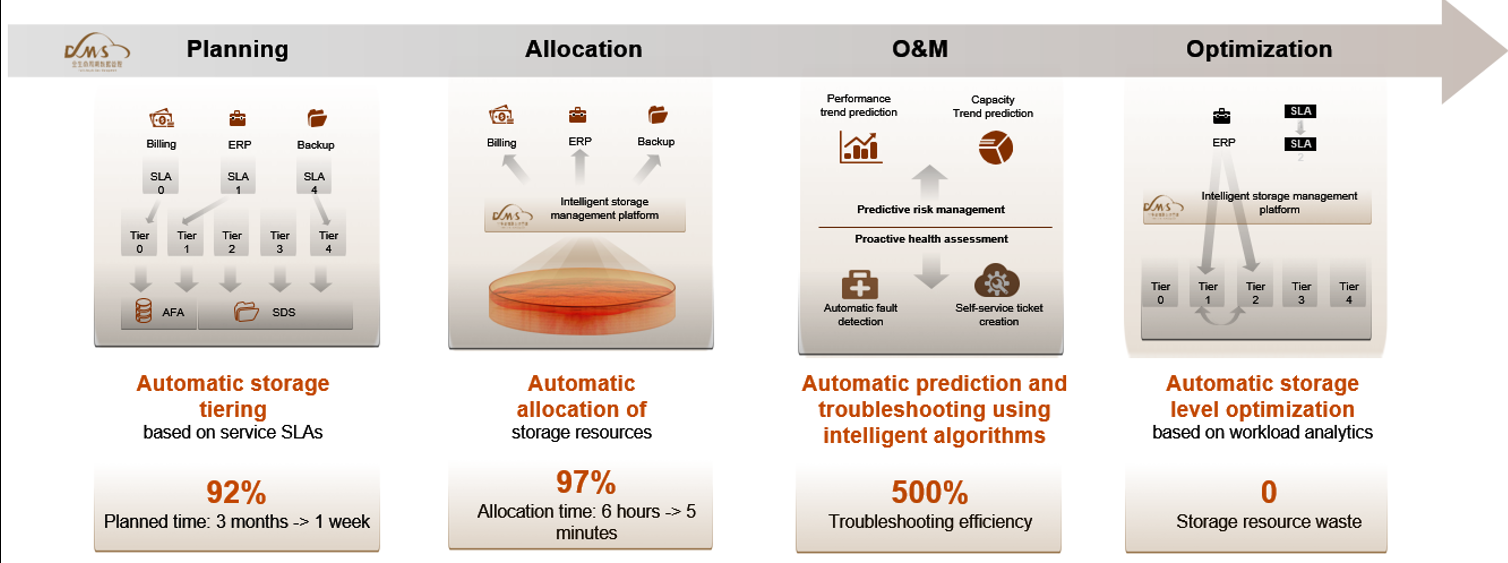 DMS
Planning
Allocation
O&M
Optimization
Billing
ERP
Backup
SLA
0
SLA
1
SLA
4
Tier
0
Tier
1
Tier
2
Tier
3
Tier
4
AFA
SDS
Automatic storage
tiering
based on service SLAs
92%
Planned time: 3 months -> 1 week
Billing
ERP
Backup
DMS
Intelligent storage
management platform
Automatic
allocation of
storage resources
97%
Allocation time: 6 hours -> 5
minutes
Performance
trend prediction
Capacity
Trend prediction
Predictive risk management
Proactive health assessment
Automatic fault
detection
Self-service ticket
creation
Automatic prediction and
troubleshooting using
intelligent algorithms
500%
Troubleshooting efficiency
ERP
SLA
SLA
2
DMS
Intelligent storage management
platform
Tier
0
Tier
1
Tier
2
Tier
3
Tier
4
Automatic storage
level optimization
based on workload analytics
0
Storage resource waste